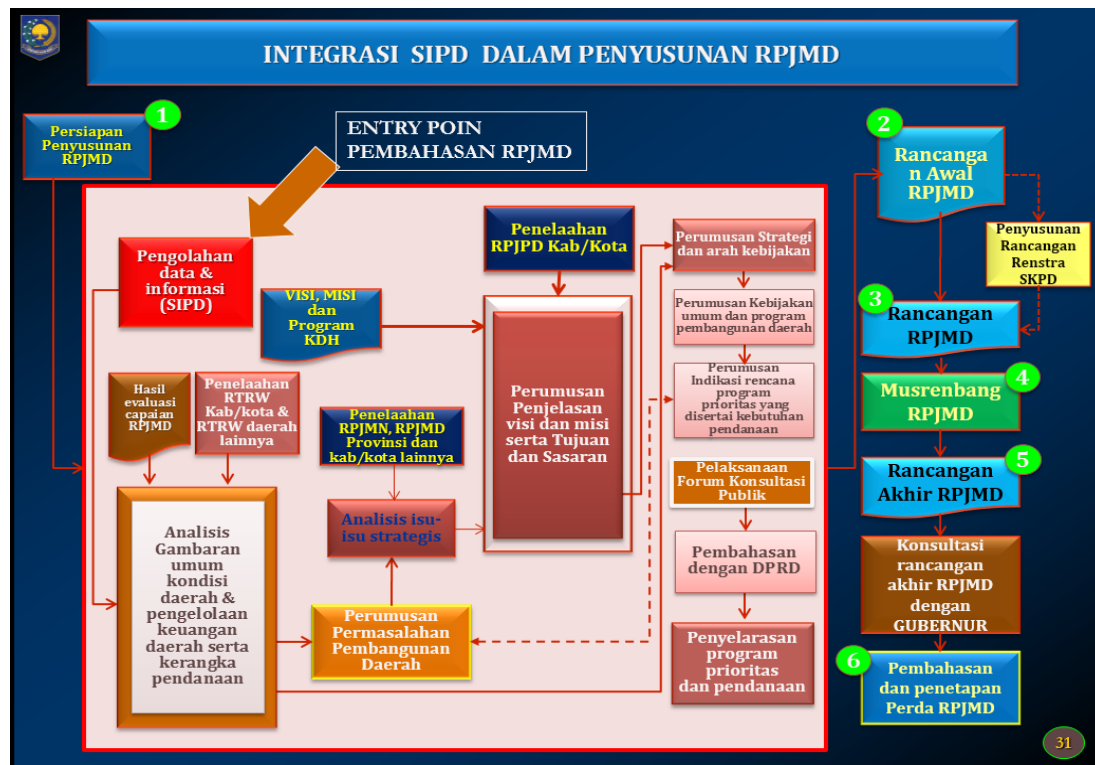 INTEGRASI SIPD DALAM PENYUSUNAN RPJMD
1
Persiapan
Penyusunan
RPJMD
ENTRY POIN
PEMBAHASAN RPJMD
Pengolahan
data &
informasi
(SIPD)
VISI, MISI
dan
Program
KDH
Hasil
evaluasi
capaian
RPJMD
Penelaahan
RTRW
Kab/kota &
RTRW daerah
lainnya
Analisis
Gambaran
umum
kondisi
daerah &
pengelolaan
keuangan
daerah serta
kerangka
pendanaan
Penelaahan
RPJMN, RPJMD
Provinsi dan
kab/kota lainnya
Analisis isu-
isu strategis
Perumusan
Permasalahan
Pembangunan
Daerah
Penelaahan
RPJPD Kab/Kota
Perumusan
Penjelasan
visi dan misi
serta Tujuan
dan Sasaran
Perumusan Strategi
dan arah kebijakan
Perumusan Kebijakan
umum dan program
pembangunan daerah
Perumusan
Indikasi rencana
program
prioritas yang
disertai kebutuhan
pendanaan
Pelaksanaan
Forum Konsultasi
Publik
Pembahasan
dengan DPRD
Penyelarasan
program
prioritas
dan pendanaan
2
Rancanga
n Awal
RPJMD
Penyusunan
Rancangan
Renstra
SKPD
3
Rancangan
RPJMD
4
Musrenbang
RPJMD
5
Rancangan
Akhir RPJMD
Konsultasi
rancangan
akhir RPJMD
dengan
GUBERNUR
6
Pembahasan
dan penetapan
Perda RPJMD
31